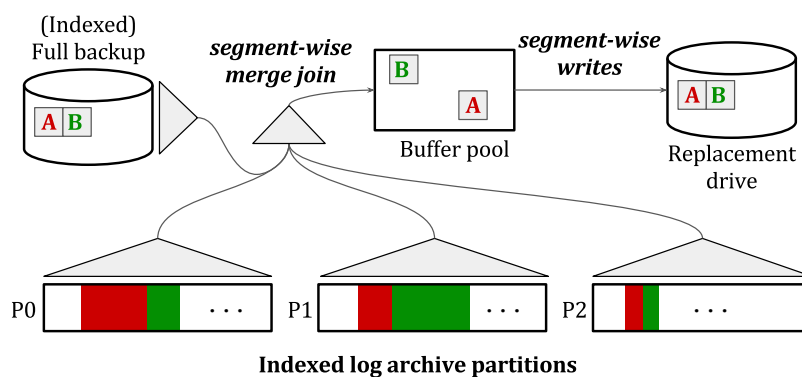 (Indexed)
Full backup
A B
segment-wise
merge join
B
A
Buffer pool
segment-wise
writes
A B
Replacement
drive
P0
. . .
P1
. . .
P2
. . .
Indexed log archive partitions